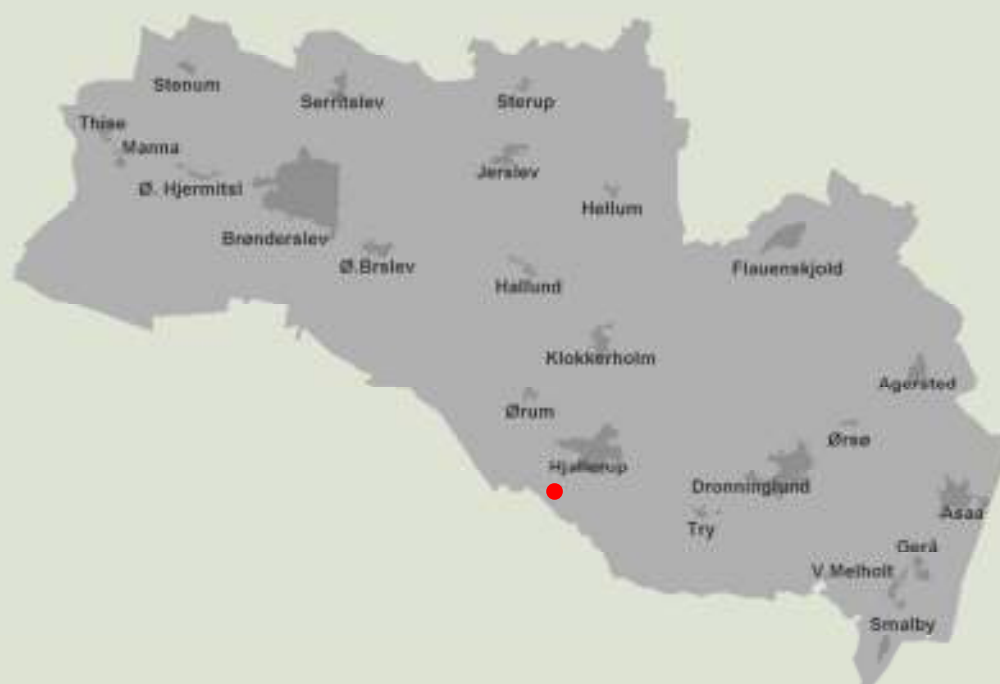 Stenum
Serritslev
Sterup
Thise
Manna
Jerslev
Ø. Hjermitsl
Hellum
Brønderslev
Ø.Brslev
Flauenskjold
Hallund
Klokkerholm
Agersted
Ørum
Ørsø
Hjallerup
Dronninglund
Asaa
Try
Gerå
V Melholt
Smalby